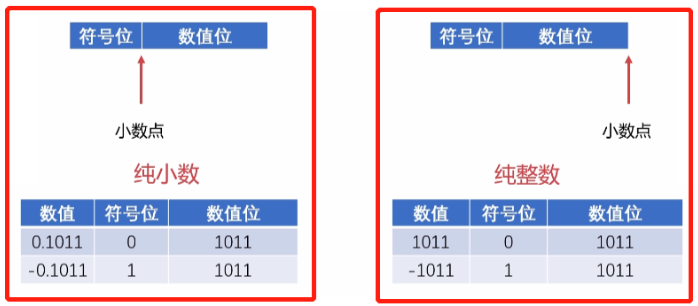 符号位 数值位
小数点
纯小数
数值 符号位 数值位
0.1011 0 1011
-0.1011 1 1011
符号位 数值位
小数点
纯整数
数值 符号位 数值位
1011 0 1011
-1011 1 1011